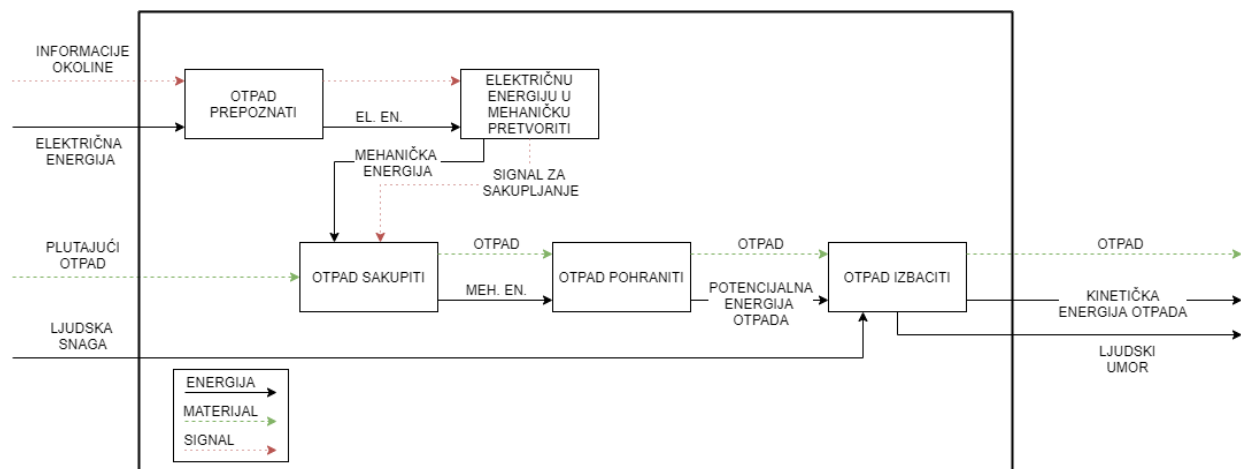 INFORMACIJE
OKOLINE
OTPAD
PREPOZNATI
ELEKTRIČNU
ENERGIJU U
MEHANIČKU
PRETVORITI
EL. EN.
ELEKTRIČNA
ENERGIJA
MEHANIČKA
ENERGIJA
SIGNAL ZA
SAKUPLJANJE
PLUTAJUĆI
OTPAD
OTPAD SAKUPITI
OTPAD
MEH. EN.
OTPAD POHRANITI
OTPAD
POTENCIJALNA
ENERGIJA
OTPADA
OTPAD IZBACITI
OTPAD
KINETIČKA
ENERGIJA OTPADA
LJUDSKI
UMOR
LJUDSKA
SNAGA
ENERGIJA
MATERIJAL
SIGNAL